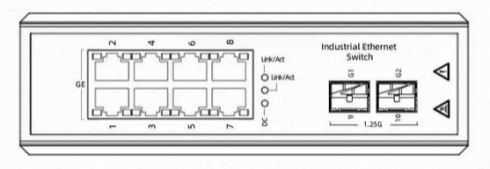 2 4 6 8
Link/Act
Link/Act
GE
DC
1 3 5 7
Industrial Ethernet
Switch
G1 G2
9 10
1.25G